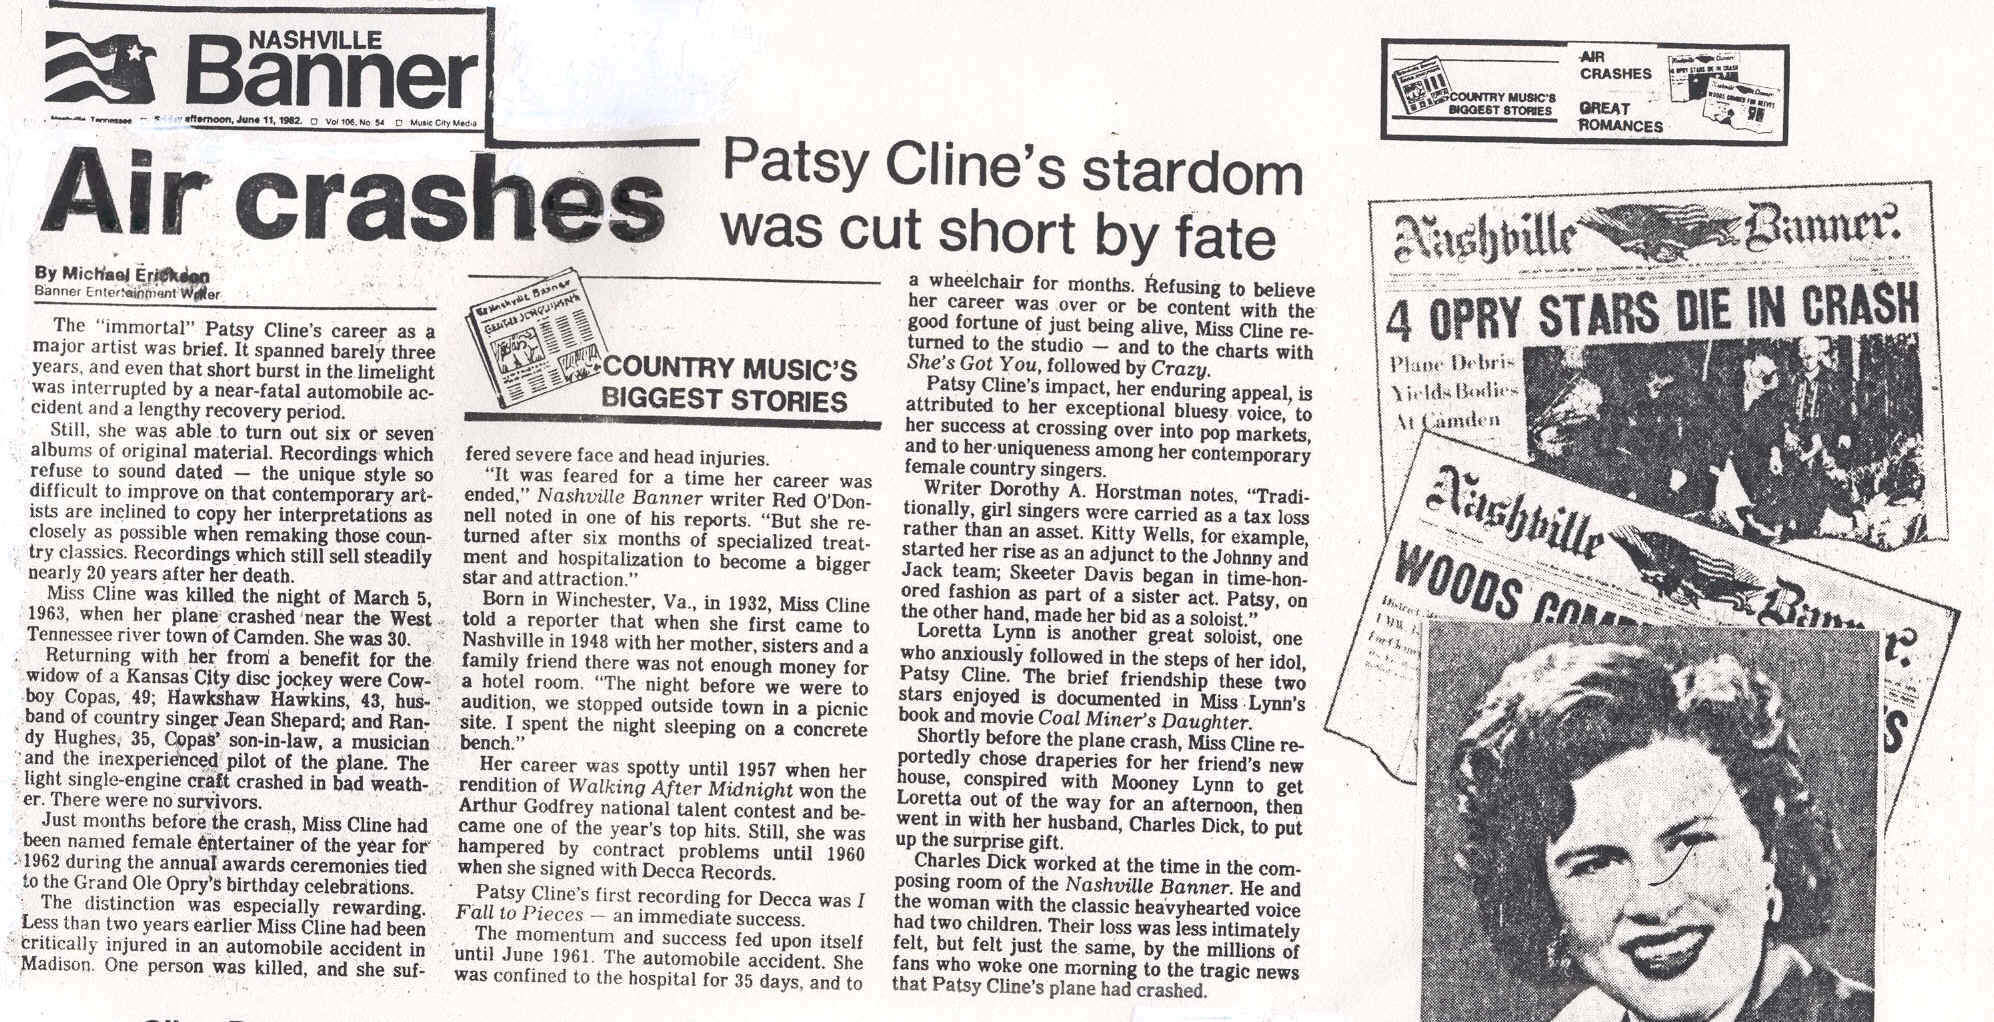 NASHVILLE
Banner
Nashville Tennessee □ Friday afternoon, June 11, 1982. □ Vol 106, No. 54 □ Music City Media
Air crashes
Patsy Cline's stardom
was cut short by fate
By Michael Erickson
Banner Entertainment Writer
The "immortal" Patsy Cline's career as a
major artist was brief. It spanned barely three
years, and even that short burst in the limelight
was interrupted by a near-fatal automobile ac-
cident and a lengthy recovery period.
Still, she was able to turn out six or seven
albums of original material. Recordings which
refuse to sound dated — the unique style so
difficult to improve on that contemporary art-
ists are inclined to copy her interpretations as
closely as possible when remaking those coun-
try classics. Recordings which still sell steadily
nearly 20 years after her death.
Miss Cline was killed the night of March 5,
1963, when her plane crashed near the West
Tennessee river town of Camden. She was 30.
Returning with her from a benefit for the
widow of a Kansas City disc jockey were Cow-
boy Copas, 49; Hawkshaw Hawkins, 43, hus-
band of country singer Jean Shepard; and Ran-
dy Hughes, 35, Copas' son-in-law, a musician
and the inexperienced pilot of the plane. The
light single-engine craft crashed in bad weath-
er. There were no survivors.
Just months before the crash, Miss Cline had
been named female entertainer of the year for
1962 during the annual awards ceremonies tied
to the Grand Ole Opry's birthday celebrations.
The distinction was especially rewarding.
Less than two years earlier Miss Cline had been
critically injured in an automobile accident in
Madison. One person was killed, and she suf-
Nashville Banner
COUNTRY MUSIC'S
BIGGEST STORIES
fered severe face and head injuries.
"It was feared for a time her career was
ended," Nashville Banner writer Red O'Don-
nell noted in one of his reports. "But she re-
turned after six months of specialized treat-
ment and hospitalization to become a bigger
star and attraction."
Born in Winchester, Va., in 1932, Miss Cline
told a reporter that when she first came to
Nashville in 1948 with her mother, sisters and a
family friend there was not enough money for
a hotel room. "The night before we were to
audition, we stopped outside town in a picnic
site. I spent the night sleeping on a concrete
bench."
Her career was spotty until 1957 when her
rendition of Walking After Midnight won the
Arthur Godfrey national talent contest and be-
came one of the year's top hits. Still, she was
hampered by contract problems until 1960
when she signed with Decca Records.
Patsy Cline's first recording for Decca was I
Fall to Pieces — an immediate success.
The momentum and success fed upon itself
until June 1961. The automobile accident. She
was confined to the hospital for 35 days, and to
a wheelchair for months. Refusing to believe
her career was over or be content with the
good fortune of just being alive, Miss Cline re-
turned to the studio — and to the charts with
She's Got You, followed by Crazy.
Patsy Cline's impact, her enduring appeal, is
attributed to her exceptional bluesy voice, to
her success at crossing over into pop markets,
and to her uniqueness among her contemporary
female country singers.
Writer Dorothy A. Horstman notes, "Tradi-
tionally, girl singers were carried as a tax loss
rather than an asset. Kitty Wells, for example,
started her rise as an adjunct to the Johnny and
Jack team; Skeeter Davis began in time-hon-
ored fashion as part of a sister act. Patsy, on
the other hand, made her bid as a soloist."
Loretta Lynn is another great soloist, one
who anxiously followed in the steps of her idol,
Patsy Cline. The brief friendship these two
stars enjoyed is documented in Miss Lynn's
book and movie Coal Miner's Daughter.
Shortly before the plane crash, Miss Cline re-
portedly chose draperies for her friend's new
house, conspired with Mooney Lynn to get
Loretta out of the way for an afternoon, then
went in with her husband, Charles Dick, to put
up the surprise gift.
Charles Dick worked at the time in the com-
posing room of the Nashville Banner. He and
the woman with the classic heavyhearted voice
had two children. Their loss was less intimately
felt, but felt just the same, by the millions of
fans who woke one morning to the tragic news
that Patsy Cline's plane had crashed.
COUNTRY MUSIC'S
BIGGEST STORIES
AIR
CRASHES
GREAT
ROMANCES
Nashville Banner.
4 OPRY STARS DIE IN CRASH
Plane Debris
Yields Bodies
At Camden
Nashville Banner.
WOODS